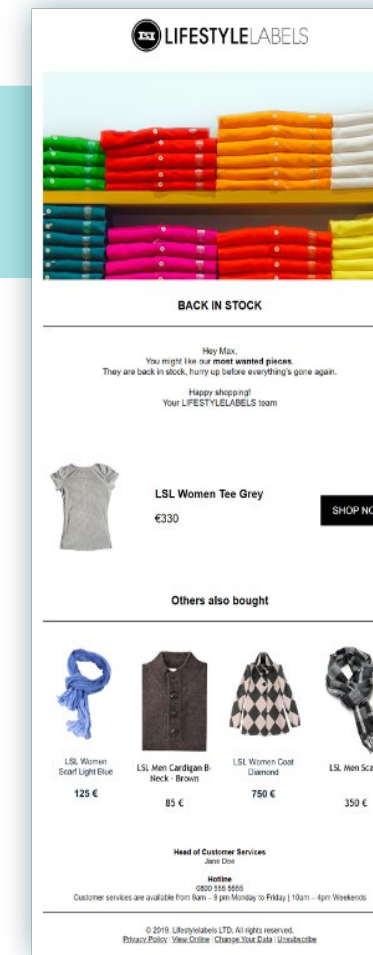 LSL LIFESTYLELABELS
BACK IN STOCK
Hey Max,
You might like our most wanted pieces.
They are back in stock, hurry up before everything's gone again.
Happy shopping!
Your LIFESTYLELABELS team
LSL Women Tee Grey
€330
SHOP NO
Others also bought
LSL Women
Scarf Light Blue
125 €
LSL Men Cardigan B-
Neck - Brown
85 €
LSL Women Coat
Diamond
750 €
LSL Men Sca
350 €
Head of Customer Services
Jane Doe
Hotline
0800 555 5555
Customer services are available from 9am – 9 pm Monday to Friday | 10am – 4pm Weekends
© 2019. Lifestylelabels LTD. All rights reserved.
Privacy Policy | View Online | Change Your Data | Unsubscribe